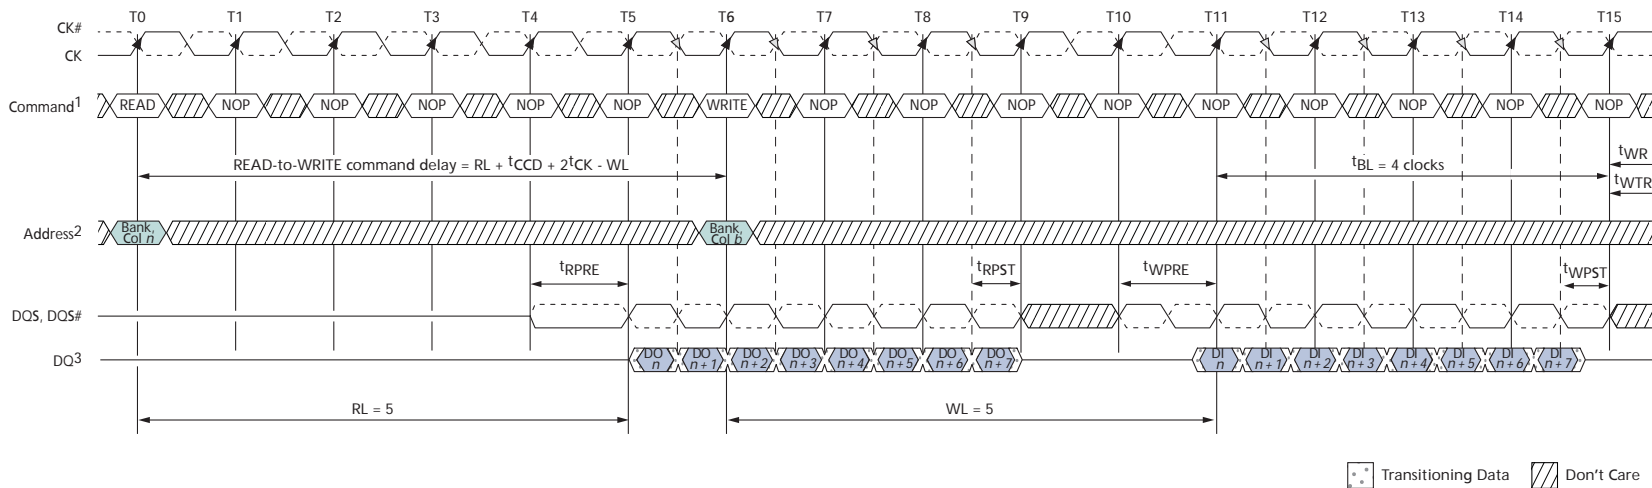 T0 T1 T2 T3 T4 T5 T6 T7 T8 T9 T10 T11 T12 T13 T14 T15
CK#
CK
Command1 READ NOP NOP NOP NOP NOP WRITE NOP NOP NOP NOP NOP NOP NOP NOP NOP
READ-to-WRITE command delay = RL + tCCD + 2tCK - WL tBL = 4 clocks tWR
tWTR
Address2 Bank, Col n Bank, Col b
tRPRE tRPST tWPRE tWPST
DQS, DQS#
DQ3 DO n DO n + 1 DO n + 2 DO n + 3 DO n + 4 DO n + 5 DO n + 6 DO n + 7 DI n DI n + 1 DI n + 2 DI n + 3 DI n + 4 DI n + 5 DI n + 6 DI n + 7
RL = 5 WL = 5
Transitioning Data Don't Care